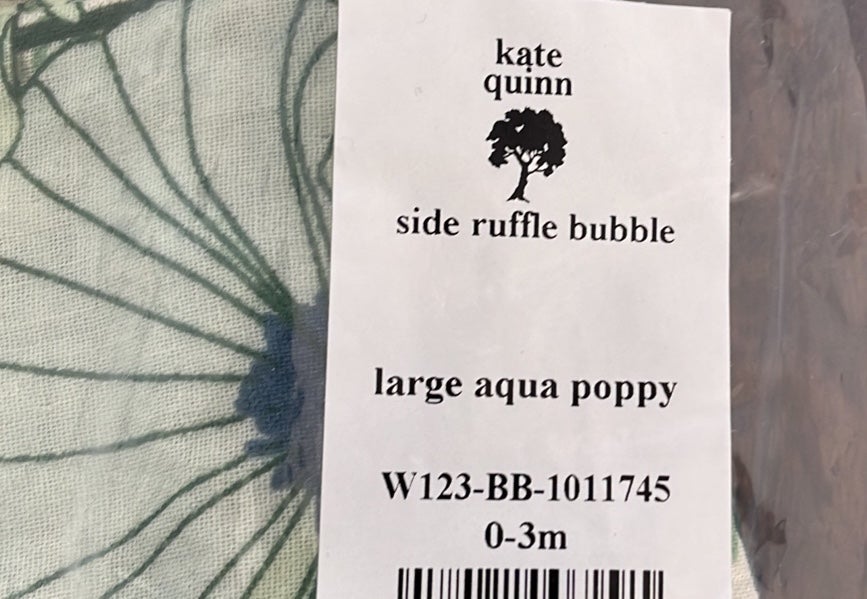 kate
quinn
side ruffle bubble
large aqua poppy
W123-BB-1011745
0-3m